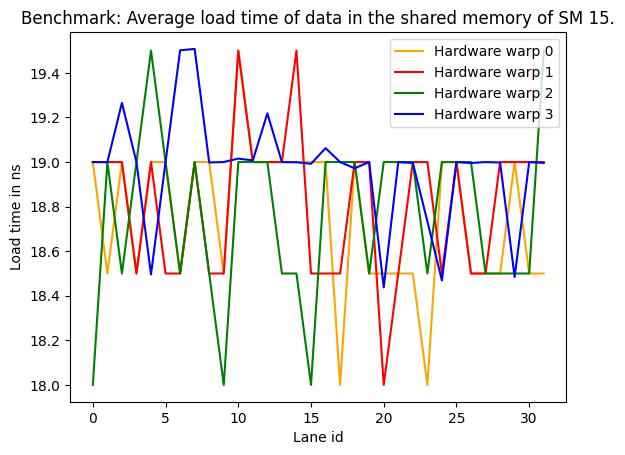 Benchmark: Average load time of data in the shared memory of SM 15.
Hardware warp 0
Hardware warp 1
Hardware warp 2
Hardware warp 3
Load time in ns
19.4
19.2
19.0
18.8
18.6
18.4
18.2
18.0
0 5 10 15 20 25 30
Lane id